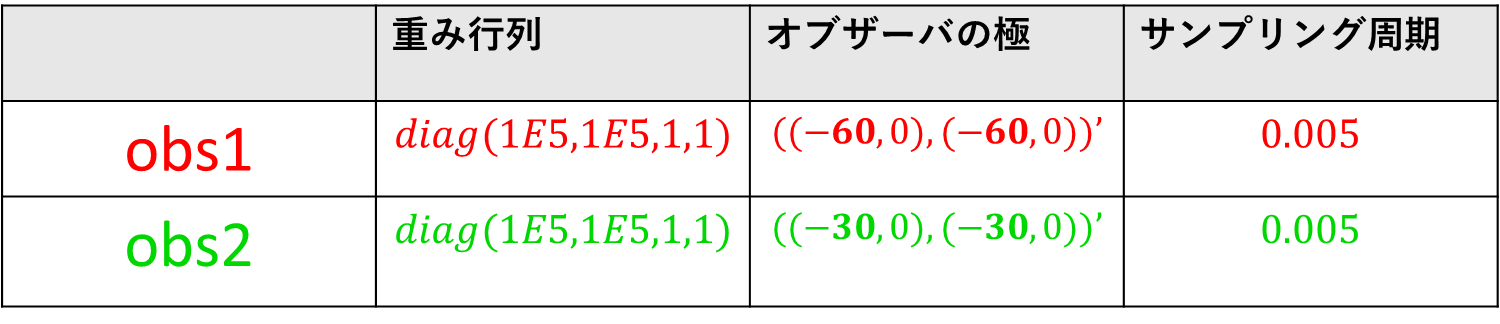 重み行列 オブザーバの極 サンプリング周期
obs1 diag(1E5,1E5,1,1) ((−60,0),(−60,0))’ 0.005
obs2 diag(1E5,1E5,1,1) ((−30,0),(−30,0))’ 0.005